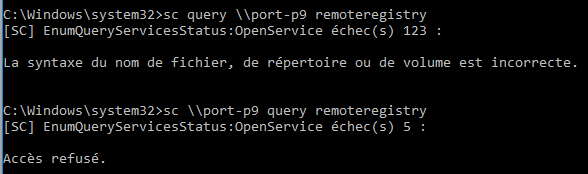 C:\Windows\system32>sc query \\port-p9 remoteregistry
[SC] EnumQueryServicesStatus:OpenService échec(s) 123 :
La syntaxe du nom de fichier, de répertoire ou de volume est incorrecte.
C:\Windows\system32>sc \\port-p9 query remoteregistry
[SC] EnumQueryServicesStatus:OpenService échec(s) 5 :
Accès refusé.